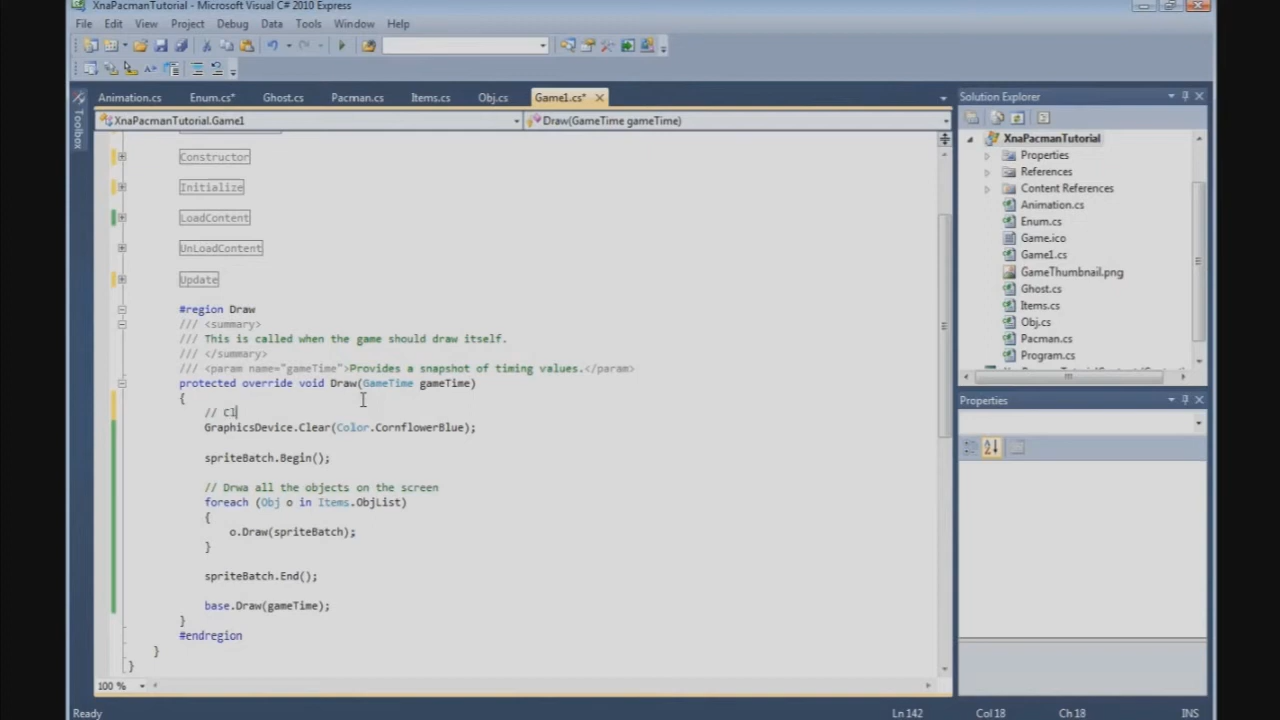 XnaPacmanTutorial - Microsoft Visual C# 2010 Express
File Edit View Project Debug Data Tools Window Help
Animation.cs Enum.cs* Ghost.cs Pacman.cs Items.cs Obj.cs Game1.cs*
XnaPacmanTutorial.Game1 Draw(GameTime gameTime)
Toolbox
Constructor
Initialize
LoadContent
UnLoadContent
Update
#region Draw
/// <summary>
/// This is called when the game should draw itself.
/// </summary>
/// <param name="gameTime">Provides a snapshot of timing values.</param>
protected override void Draw(GameTime gameTime)
{
// Cl
GraphicsDevice.Clear(Color.CornflowerBlue);
spriteBatch.Begin();
// Drwa all the objects on the screen
foreach (Obj o in Items.ObjList)
{
o.Draw(spriteBatch);
}
spriteBatch.End();
base.Draw(gameTime);
}
#endregion
}
}
100 %
Solution Explorer
XnaPacmanTutorial
Properties
References
Content References
Animation.cs
Enum.cs
Game.ico
Game1.cs
GameThumbnail.png
Ghost.cs
Items.cs
Obj.cs
Pacman.cs
Program.cs
Properties
Ready Ln 142 Col 18 Ch 18 INS